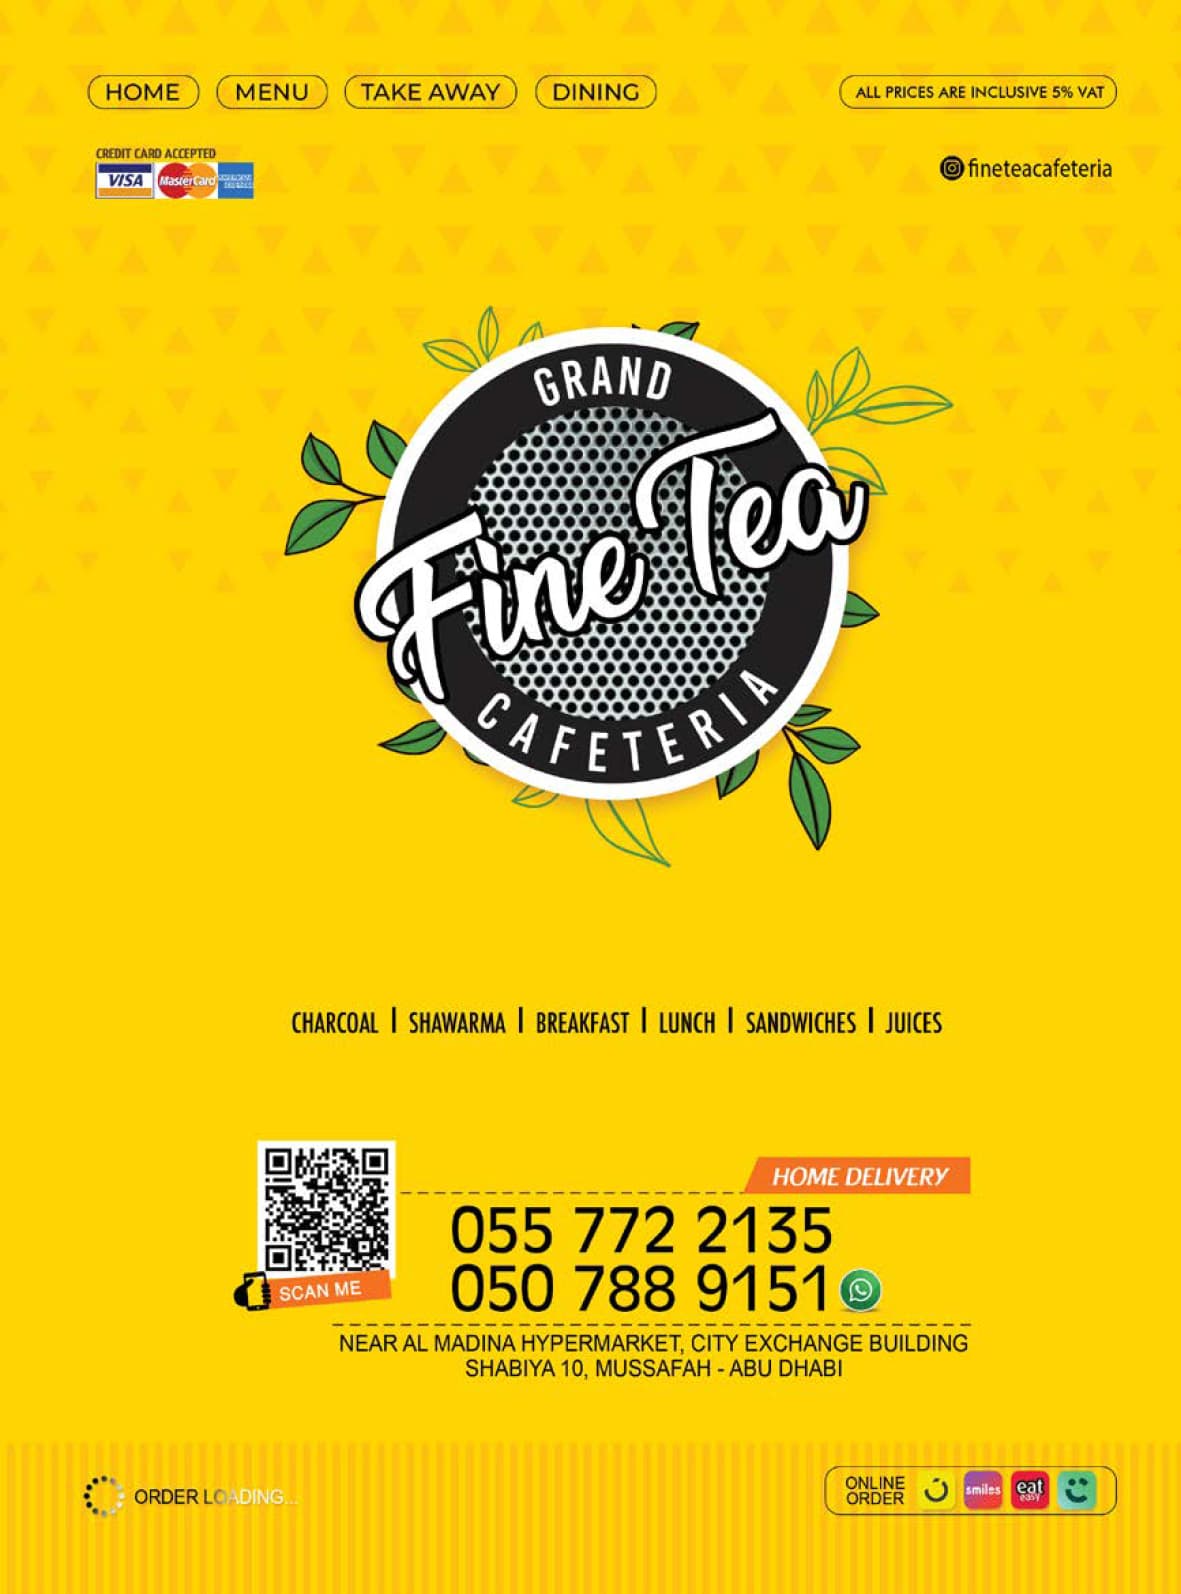 HOME MENU TAKE AWAY DINING ALL PRICES ARE INCLUSIVE 5% VAT
CREDIT CARD ACCEPTED
VISA MasterCard
fineteacafeteria
GRAND
Fine Tea
CAFETERIA
CHARCOAL | SHAWARMA | BREAKFAST | LUNCH | SANDWICHES | JUICES
HOME DELIVERY
055 772 2135
050 788 9151
SCAN ME
NEAR AL MADINA HYPERMARKET, CITY EXCHANGE BUILDING
SHABIYA 10, MUSSAFAH - ABU DHABI
ORDER LOADING...
ONLINE
ORDER
smiles
eat
easy